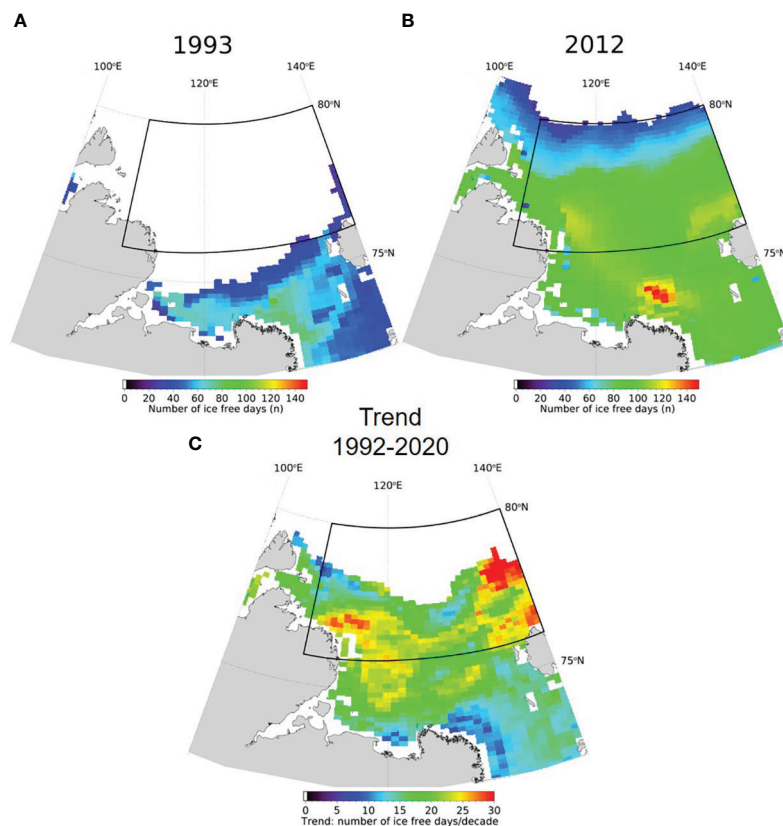 A
1993
100°E
120°E
140°E
80°N
75°N
0 20 40 60 80 100 120 140
Number of ice free days (n)
B
2012
100°E
120°E
140°E
80°N
75°N
0 20 40 60 80 100 120 140
Number of ice free days (n)
C
Trend
1992-2020
100°E
120°E
140°E
80°N
75°N
0 5 10 15 20 25 30
Trend: number of ice free days/decade